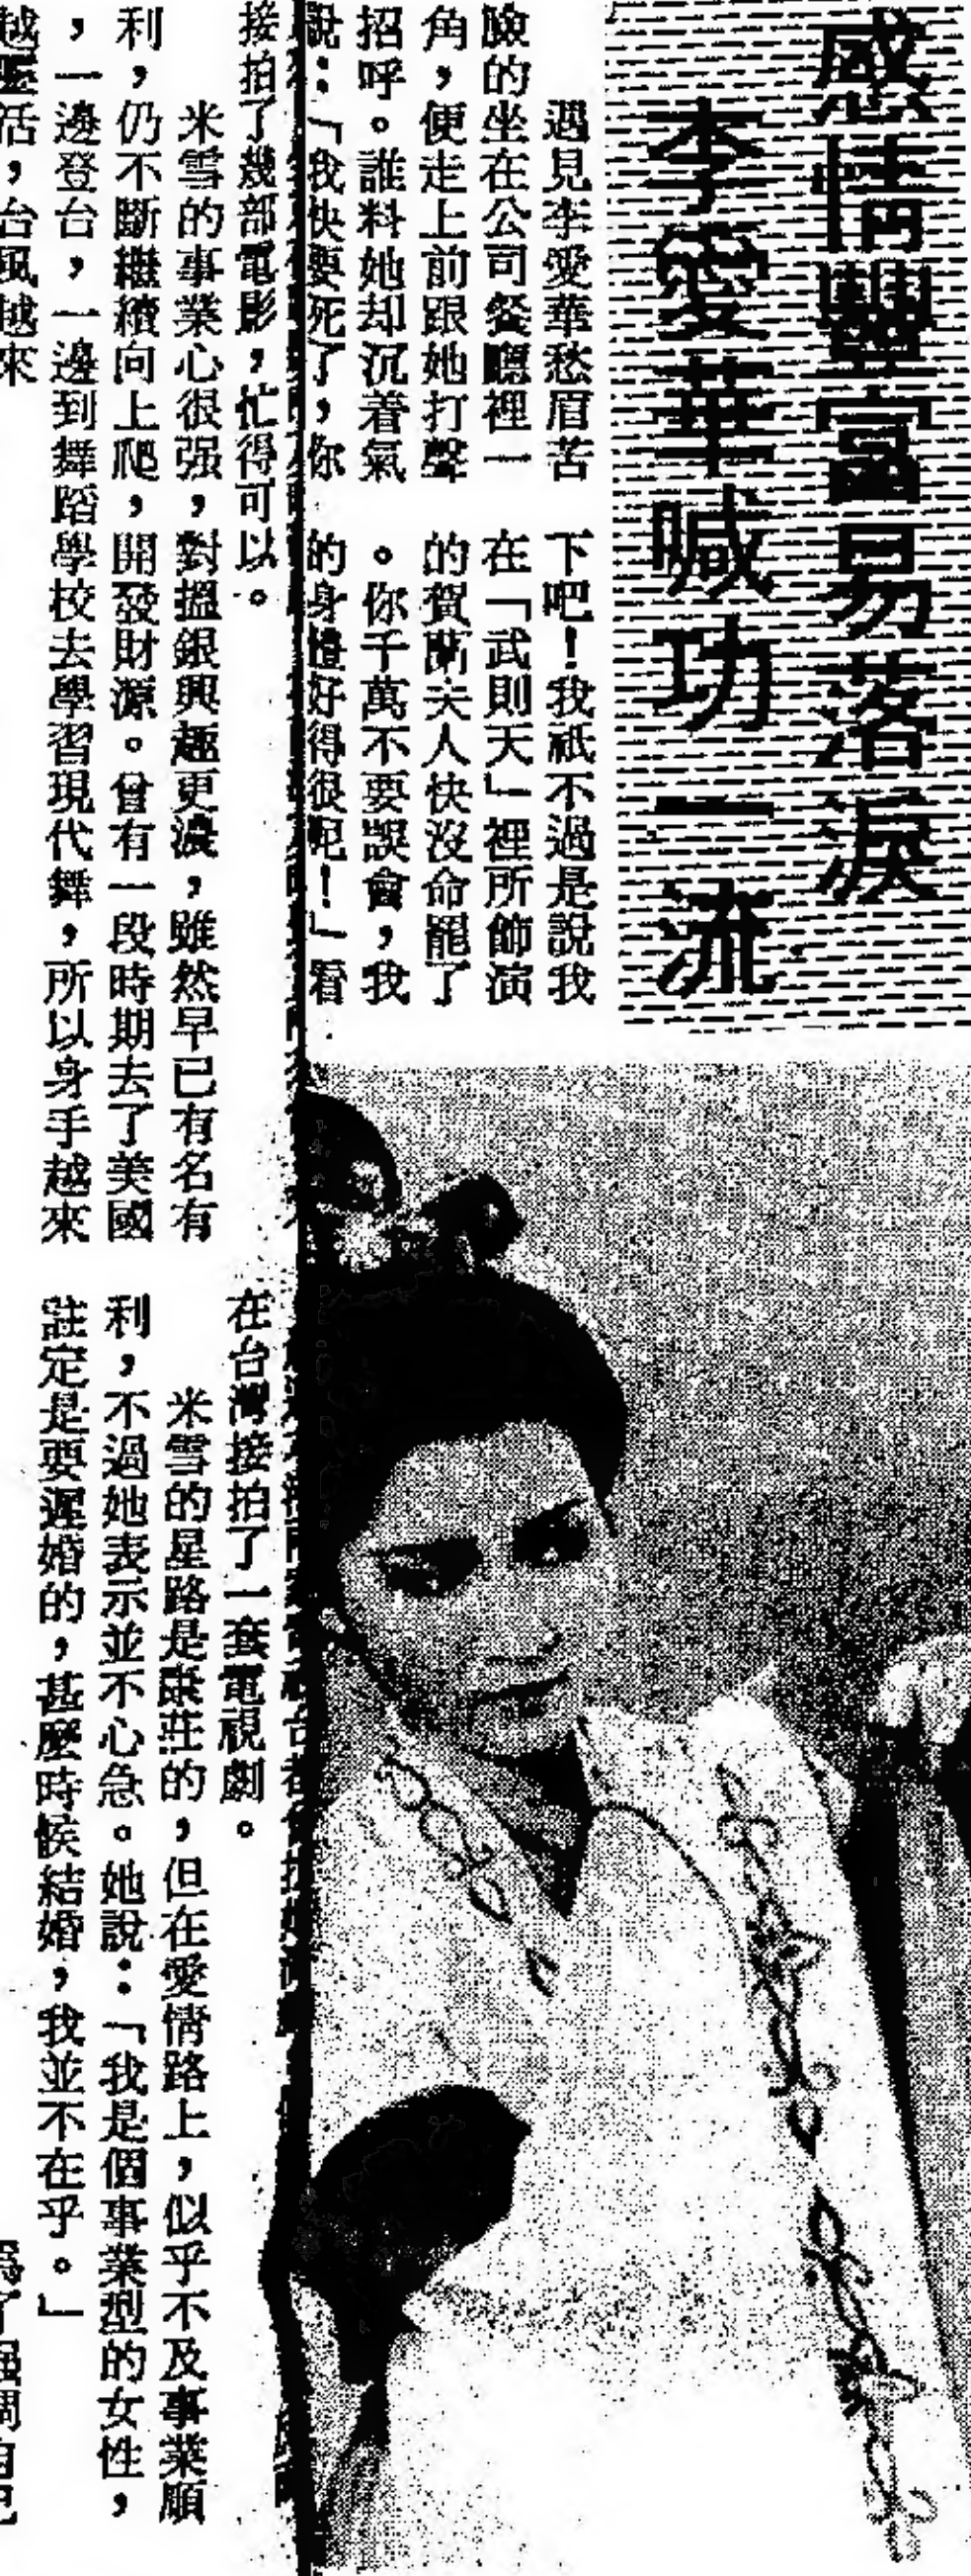 感情豐富易落淚
李愛華喊功一流
遇見李愛華愁眉苦
臉的坐在公司餐廳裡一
角，便走上前跟她打聲
招呼。誰料她却沉着氣
說：「我快要死了，你
下吧！我祇不過是說我
在「武則天」裡所飾演
的賀蘭夫人快沒命罷了
。你千萬不要誤會，我
的身體好得很呢！」看
接拍了幾部電影，忙得可以。
米雪的事業心很强，對搵銀興趣更濃，雖然早已有名有
利，仍不斷繼續向上爬，開發財源。曾有一段時期去了美國
，一邊登台，一邊到舞蹈學校去學習現代舞，所以身手越來
越靈活，台風越來
在台灣接拍了一套電視劇。
米雪的星路是康莊的，但在愛情路上，似乎不及事業順
利，不過她表示並不心急。她說：「我是個事業型的女性，
註定是要遲婚的，甚麼時候結婚，我並不在乎。」
爲了强調自己